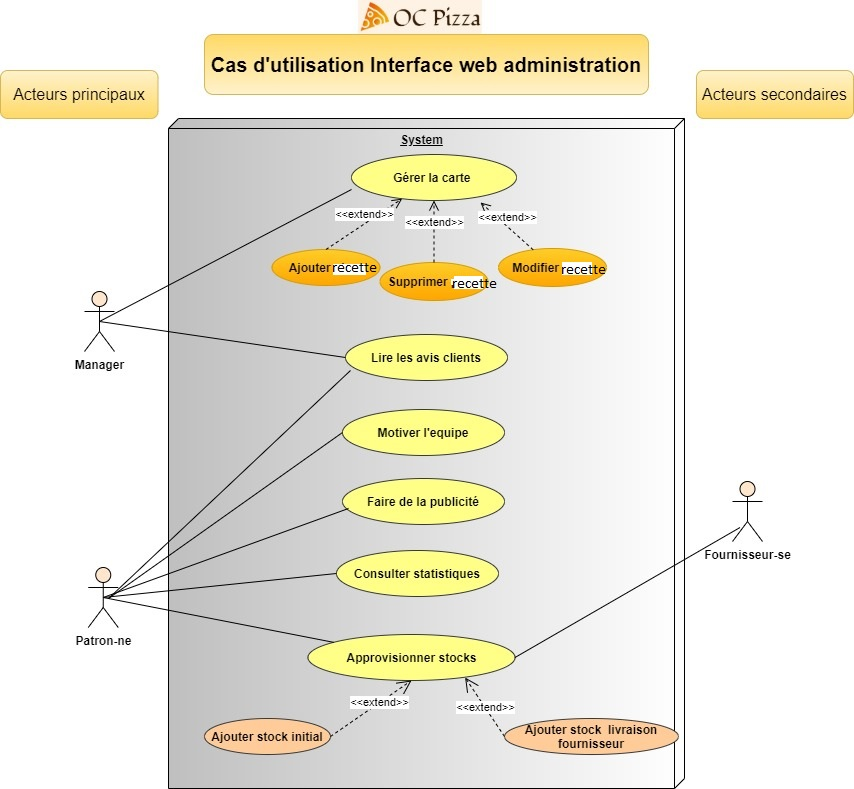 OC Pizza
Cas d'utilisation Interface web administration
Acteurs principaux
Acteurs secondaires
System
Gérer la carte
<<extend>>
<<extend>>
<<extend>>
Ajouter recette
Supprimer recette
Modifier recette
Manager
Lire les avis clients
Motiver l'equipe
Faire de la publicité
Consulter statistiques
Fournisseur-se
Patron-ne
Approvisionner stocks
<<extend>>
<<extend>>
Ajouter stock initial
Ajouter stock livraison
fournisseur